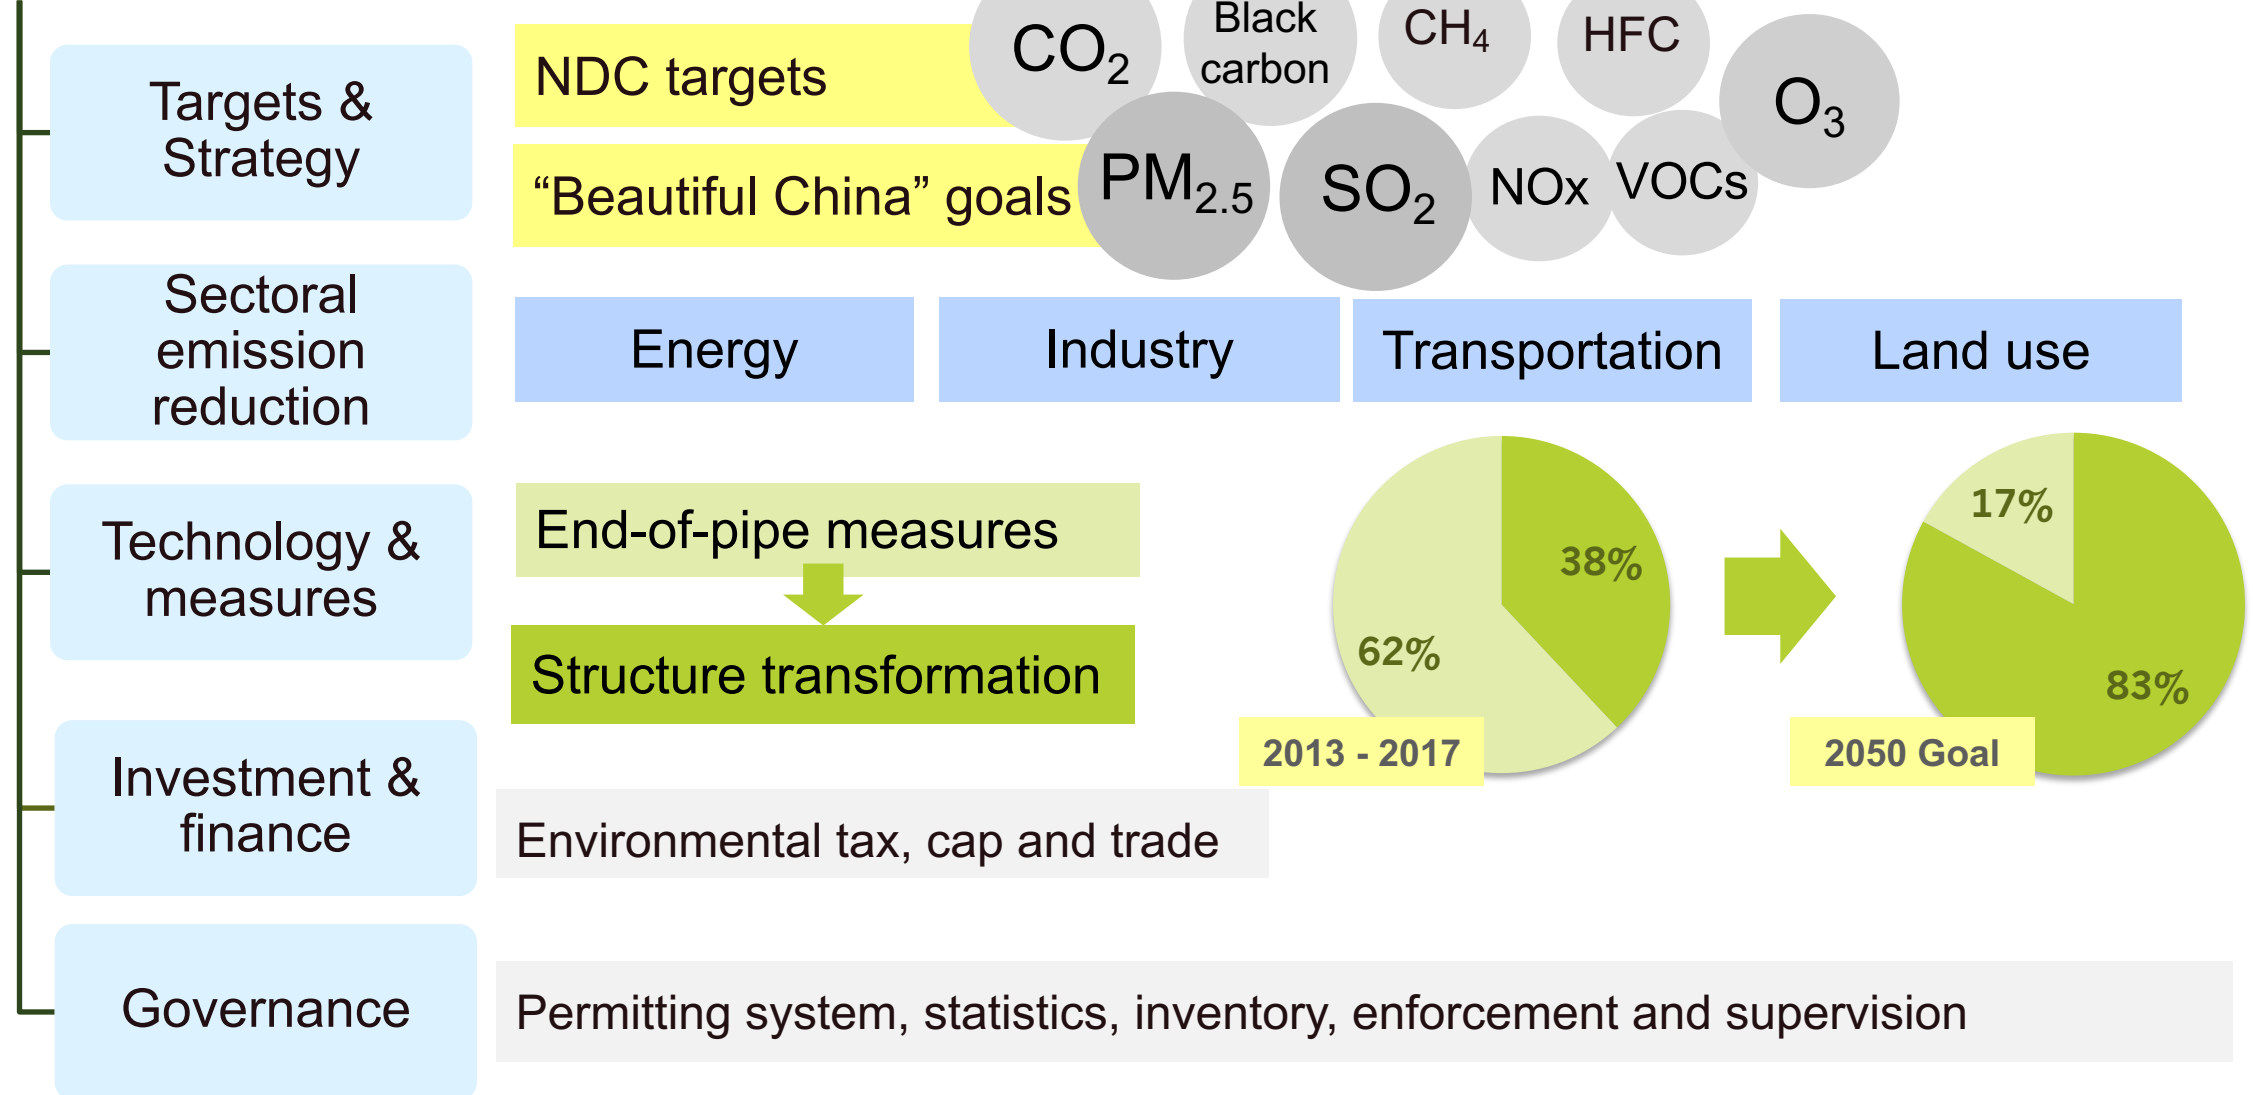 Targets &
Strategy
NDC targets
“Beautiful China” goals
CO₂
Black
carbon
CH₄
HFC
O₃
PM₂.₅
SO₂
NOx
VOCs
Sectoral
emission
reduction
Energy
Industry
Transportation
Land use
Technology &
measures
End-of-pipe measures
Structure transformation
38%
62%
2013 - 2017
17%
83%
2050 Goal
Investment &
finance
Environmental tax, cap and trade
Governance
Permitting system, statistics, inventory, enforcement and supervision